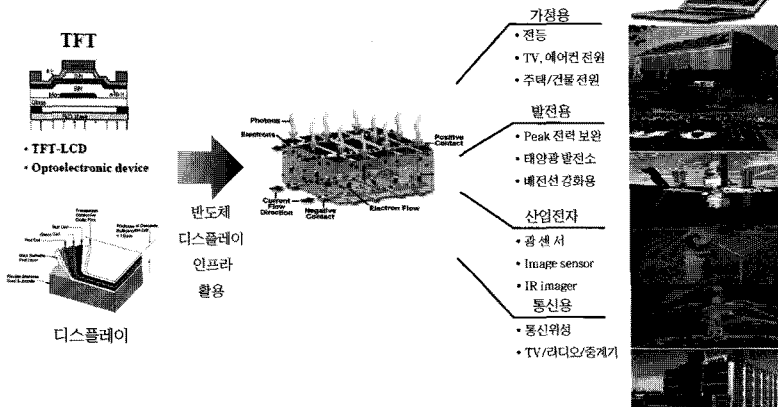 TFT
Glass
• TFT-LCD
• Optoelectronic device
디스플레이
반도체
디스플레이
인프라
활용
Photons
Electrons
Positive
Contact
Current
Flow
Direction
Negative
Contact
Electron Flow
가정용
• 전등
• TV, 에어컨 전원
• 주택/건물 전원
발전용
• Peak 전력 보완
• 태양광 발전소
• 배전선 강화용
산업전자
• 광센서
• Image sensor
• IR imager
통신용
• 통신위성
• TV/라디오/중계기